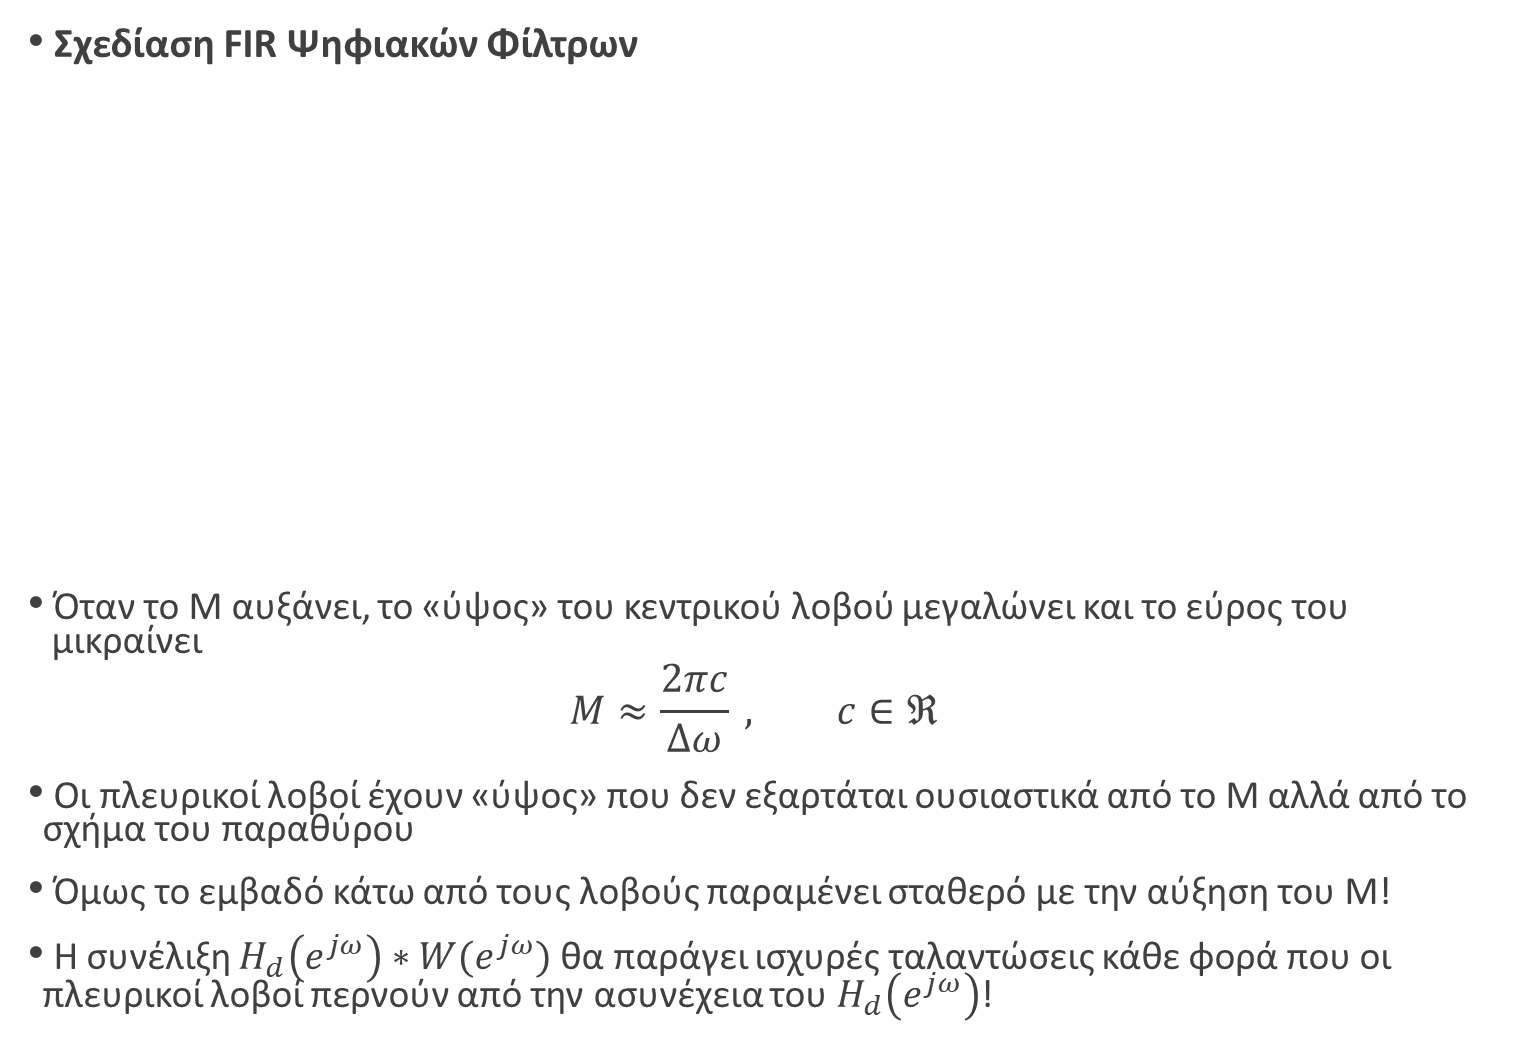 • Σχεδίαση FIR Ψηφιακών Φίλτρων
• Όταν το Μ αυξάνει, το «ύψος» του κεντρικού λοβού μεγαλώνει και το εύρος του
μικραίνει
M ≈ 2πc / Δω , c ∈ ℜ
• Οι πλευρικοί λοβοί έχουν «ύψος» που δεν εξαρτάται ουσιαστικά από το Μ αλλά από το
σχήμα του παραθύρου
• Όμως το εμβαδό κάτω από τους λοβούς παραμένει σταθερό με την αύξηση του Μ!
• Η συνέλιξη H_d(e^{jω}) ∗ W(e^{jω}) θα παράγει ισχυρές ταλαντώσεις κάθε φορά που οι
πλευρικοί λοβοί περνούν από την ασυνέχεια του H_d(e^{jω})!